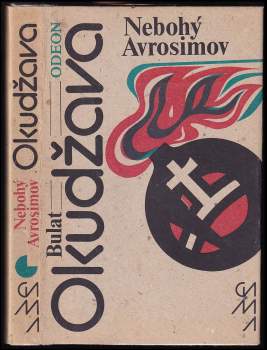 Okudžava
Nebohý
Avrosimov
Bulat
Okudžava
ODEON
Nebohý
Avrosimov